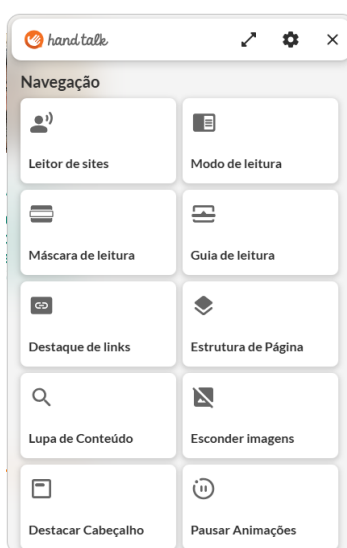 hand talk
Navegação
Leitor de sites
Modo de leitura
Máscara de leitura
Guia de leitura
Destaque de links
Estrutura de Página
Lupa de Conteúdo
Esconder imagens
Destacar Cabeçalho
Pausar Animações